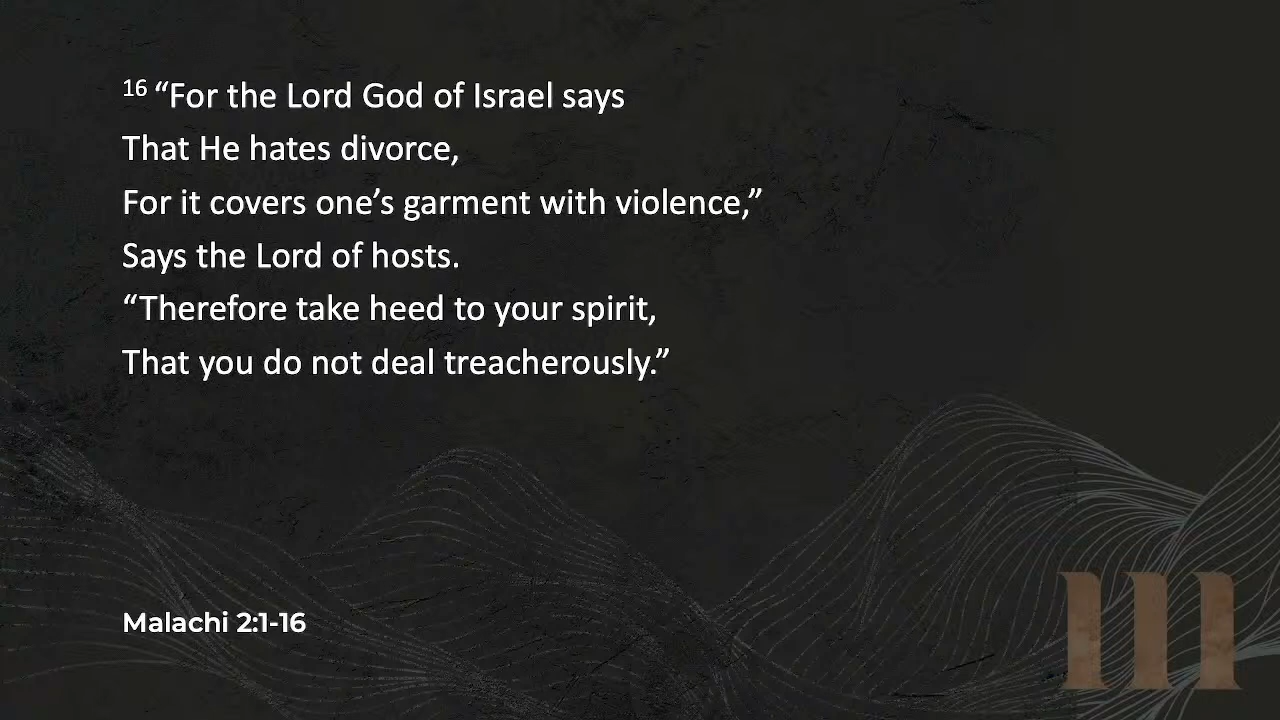 16 “For the Lord God of Israel says
That He hates divorce,
For it covers one’s garment with violence,”
Says the Lord of hosts.
“Therefore take heed to your spirit,
That you do not deal treacherously.”
Malachi 2:1-16
111